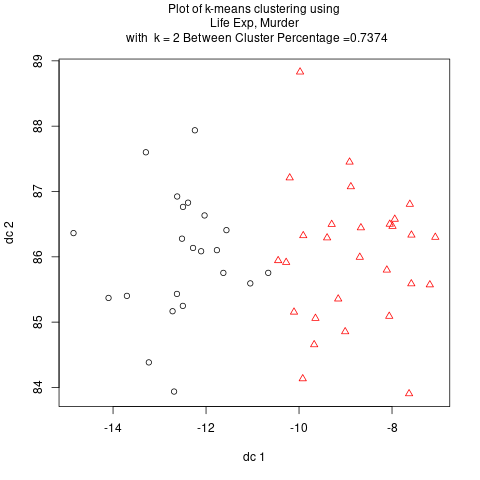 Plot of k-means clustering using
Life Exp, Murder
with  k = 2 Between Cluster Percentage =0.7374
89
88
87
86
85
84
dc 2
-14
-12
-10
-8
dc 1